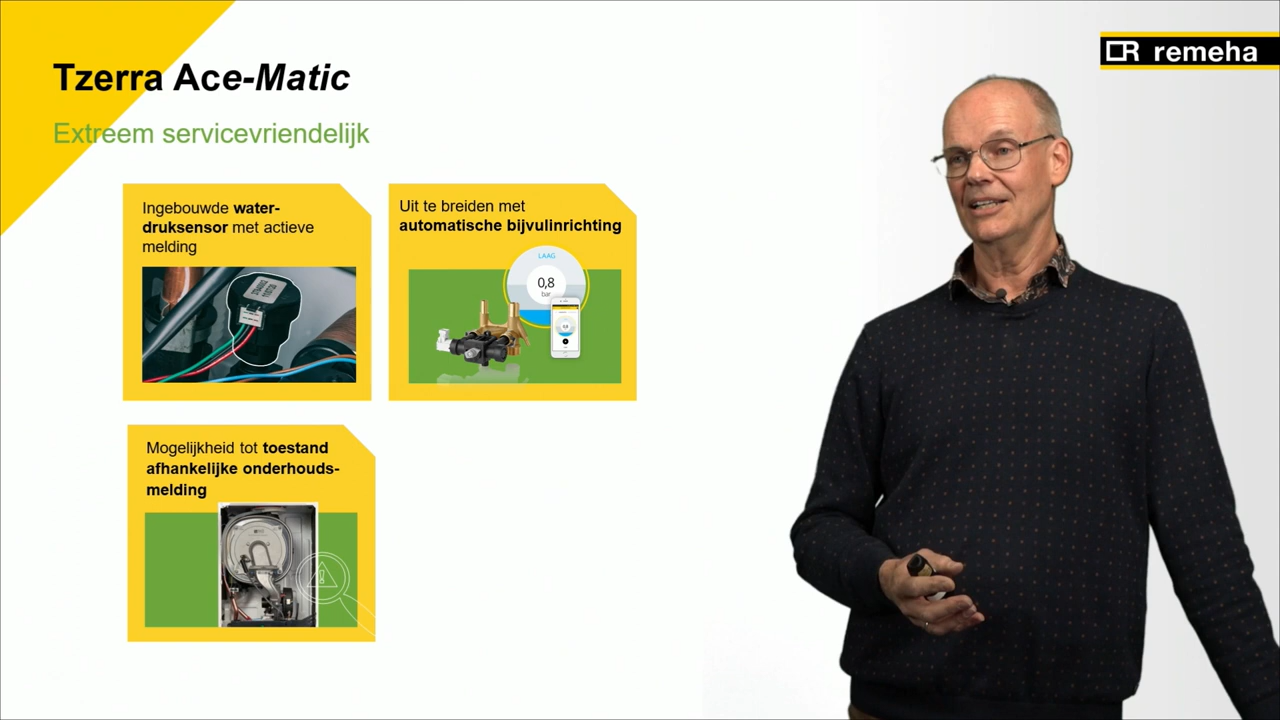 Tzerra Ace-Matic
remeha
Extreem servicevriendelijk
Ingebouwde water-
druksensor met actieve
melding
Uit te breiden met
automatische bijvulinrichting
LAAG
0,8
bar
Mogelijkheid tot toestand
afhankelijke onderhouds-
melding